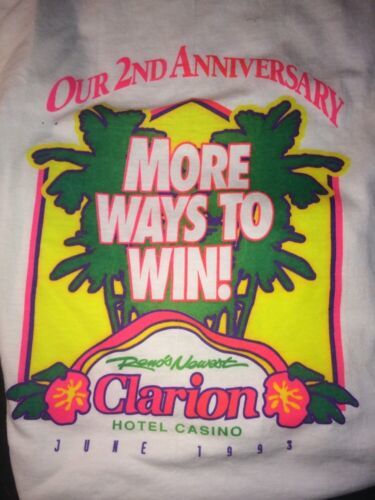 OUR 2ND ANNIVERSARY
MORE
WAYS TO
WIN!
Reno's Newest
Clarion
HOTEL CASINO
JUNE 1993